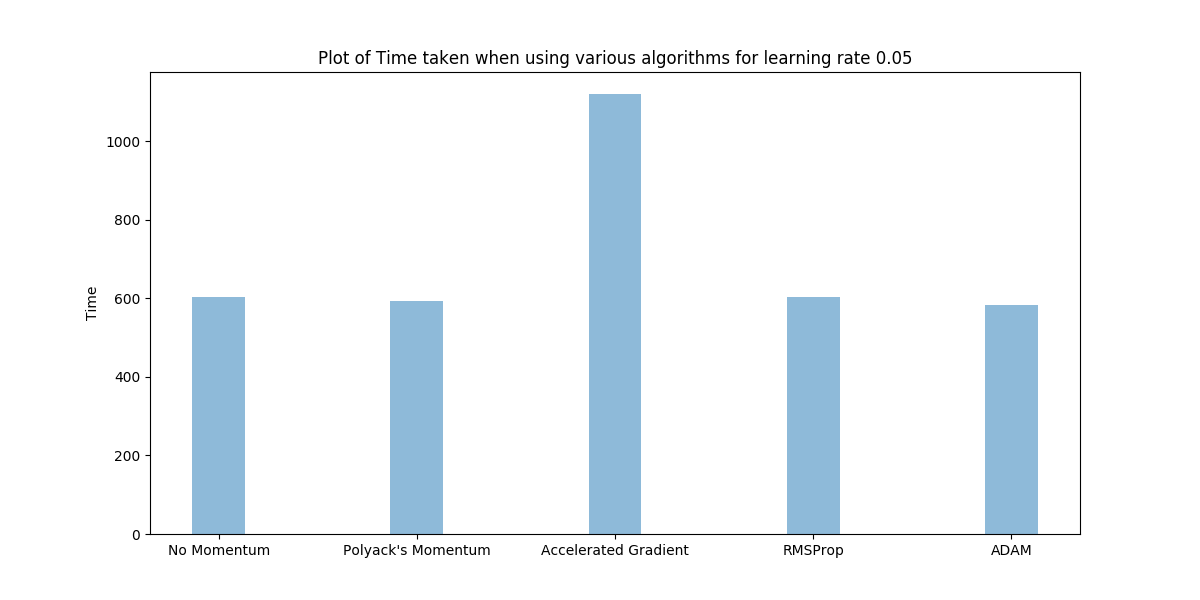 Plot of Time taken when using various algorithms for learning rate 0.05
1000
800
600
400
200
0
Time
No Momentum
Polyack's Momentum
Accelerated Gradient
RMSProp
ADAM